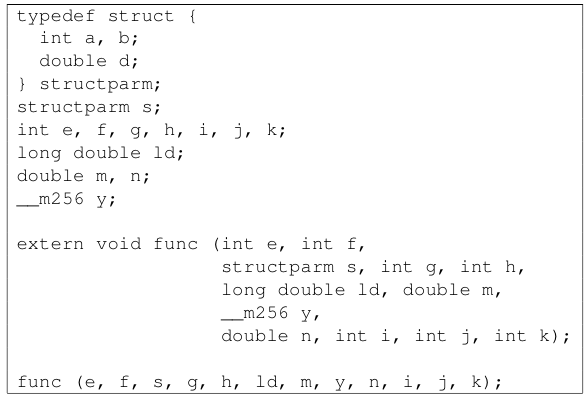 typedef struct {
  int a, b;
  double d;
} structparm;
structparm s;
int e, f, g, h, i, j, k;
long double ld;
double m, n;
__m256 y;

extern void func (int e, int f,
                  structparm s, int g, int h,
                  long double ld, double m,
                  __m256 y,
                  double n, int i, int j, int k);

func (e, f, s, g, h, ld, m, y, n, i, j, k);